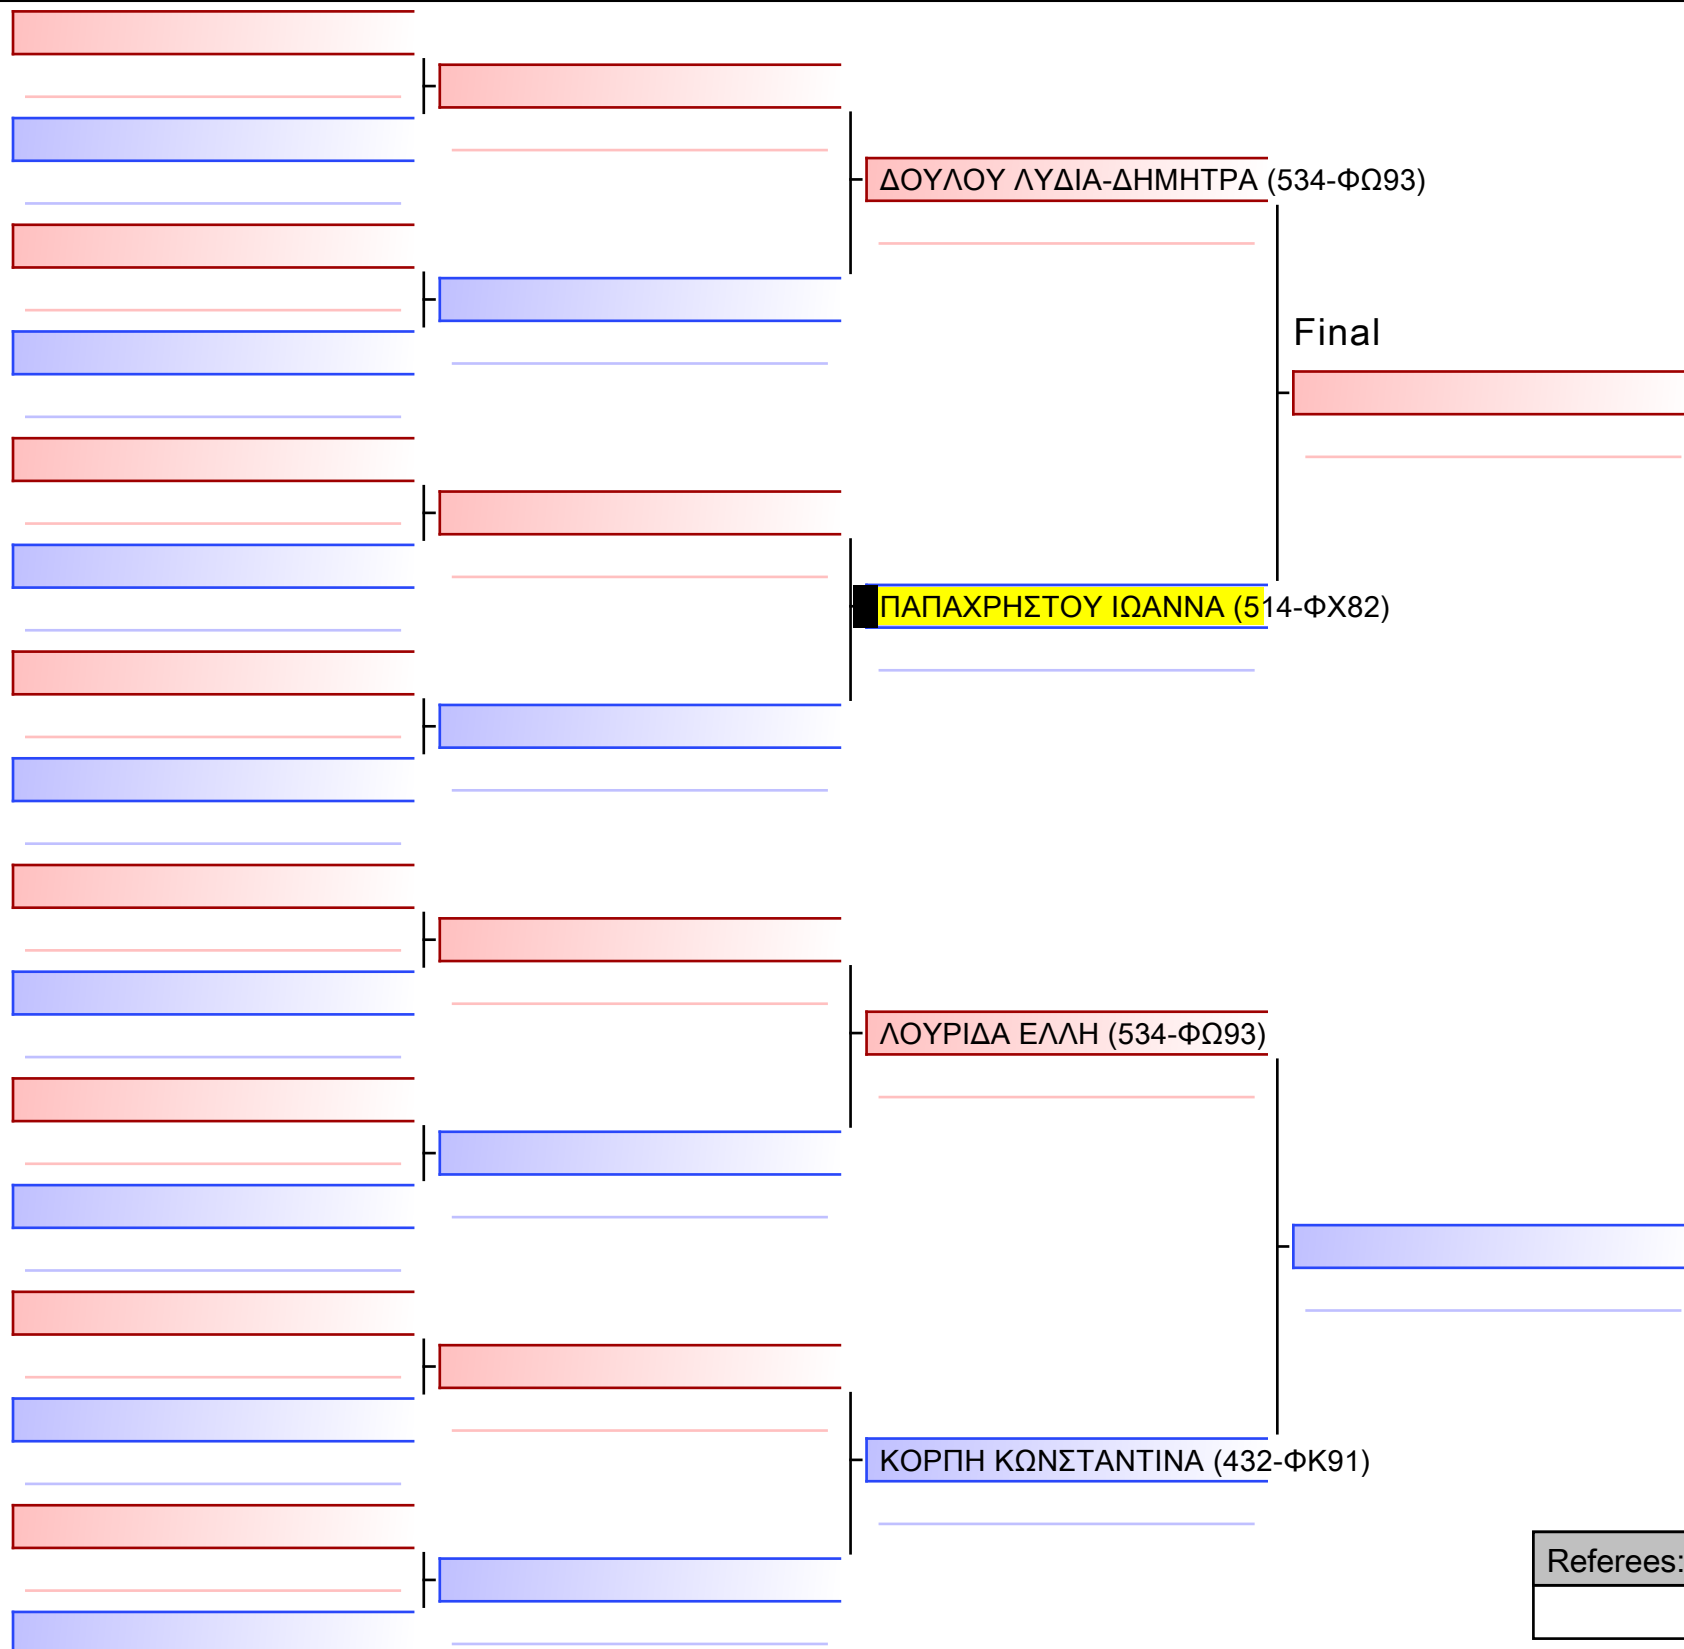 ΔΟΥΛΟΥ ΛΥΔΙΑ-ΔΗΜΗΤΡΑ (534-ΦΩ93)
Final
ΠΑΠΑΧΡΗΣΤΟΥ ΙΩΑΝΝΑ (514-ΦΧ82)
ΛΟΥΡΙΔΑ ΕΛΛΗ (534-ΦΩ93)
ΚΟΡΠΗ ΚΩΝΣΤΑΝΤΙΝΑ (432-ΦΚ91)
Referees: